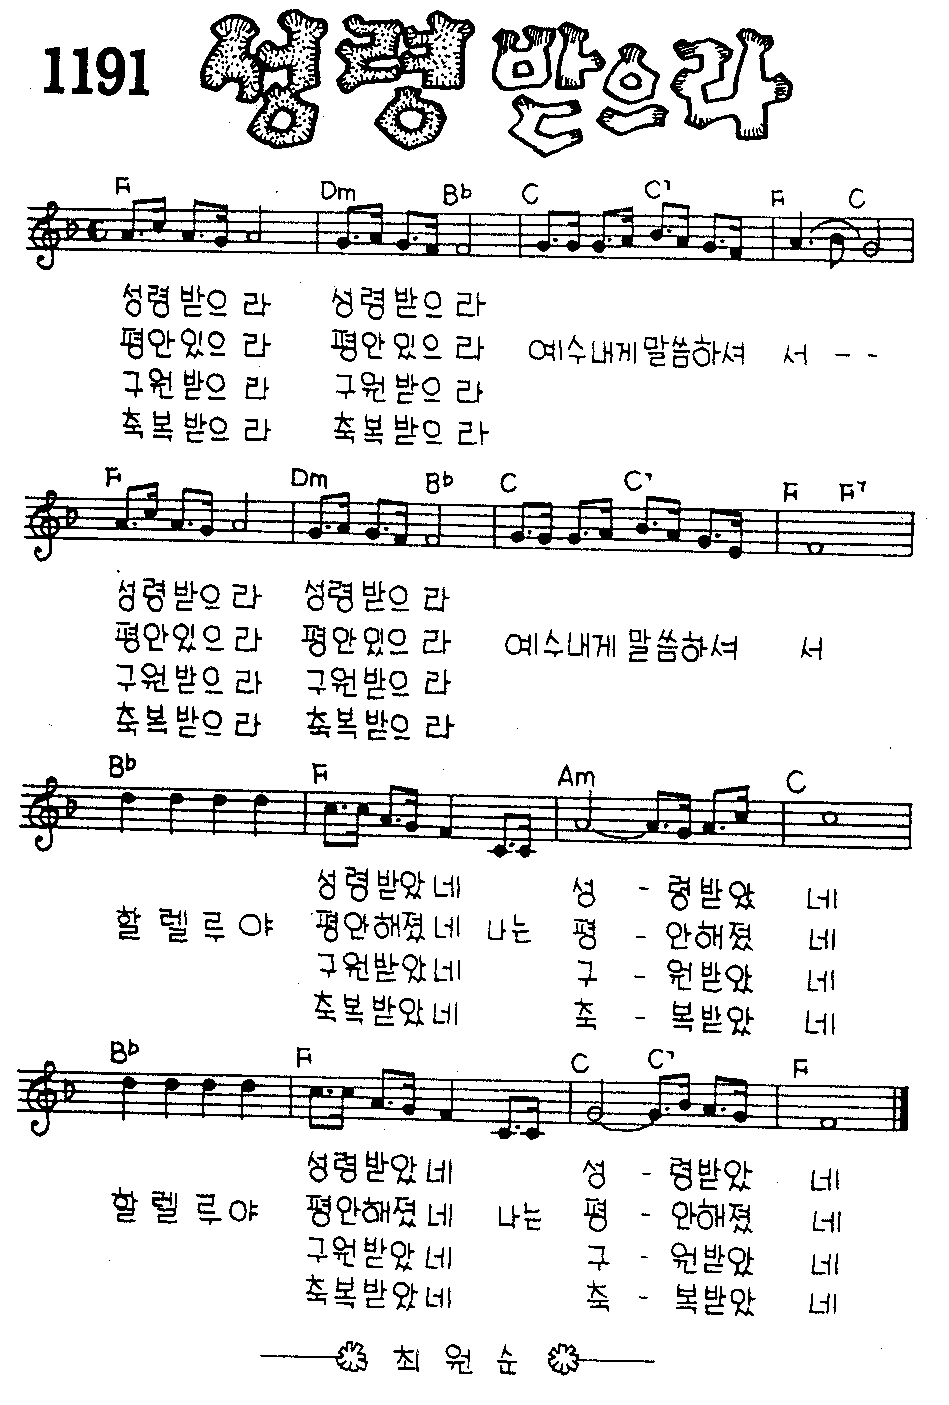 1191 성령 받으라
F Dm B♭ C C7 F C
성령받으라 성령받으라
평안있으라 평안있으라 예수내게말씀하셔 서 - -
구원받으라 구원받으라
축복받으라 축복받으라
F Dm B♭ C C7 F F7
성령받으라 성령받으라
평안있으라 평안있으라 예수내게말씀하셔 서
구원받으라 구원받으라
축복받으라 축복받으라
B♭ F Am C
성령받았네 성 - 령받았 네
할렐루야 평안해졌네 나는 평 - 안해졌 네
구원받았네 구 - 원받았 네
축복받았네 축 - 복받았 네
B♭ F C C7 F
성령받았네 성 - 령받았 네
할렐루야 평안해졌네 나는 평 - 안해졌 네
구원받았네 구 - 원받았 네
축복받았네 축 - 복받았 네
최원순